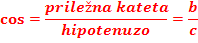 cos = priležna kateta / hipotenuzo = b / c